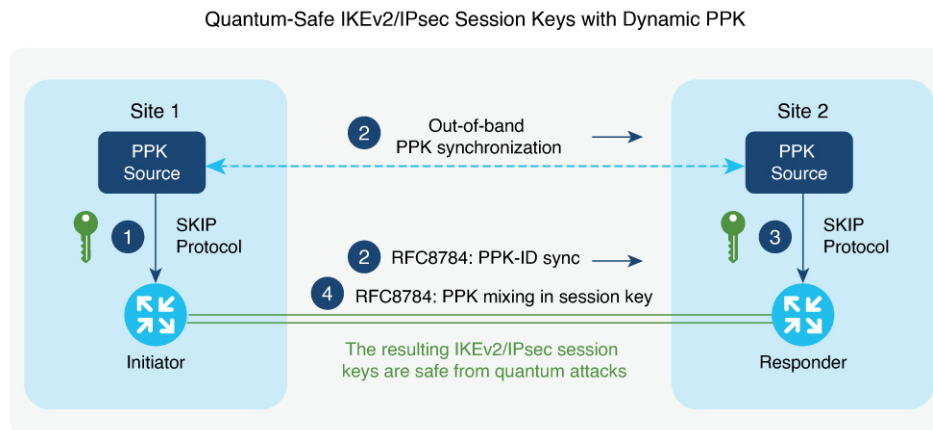 Quantum-Safe IKEv2/IPsec Session Keys with Dynamic PPK
Site 1
Site 2
PPK
Source
2
Out-of-band
PPK synchronization
PPK
Source
1
SKIP
Protocol
3
SKIP
Protocol
2
RFC8784: PPK-ID sync
4
RFC8784: PPK mixing in session key
Initiator
The resulting IKEv2/IPsec session
keys are safe from quantum attacks
Responder